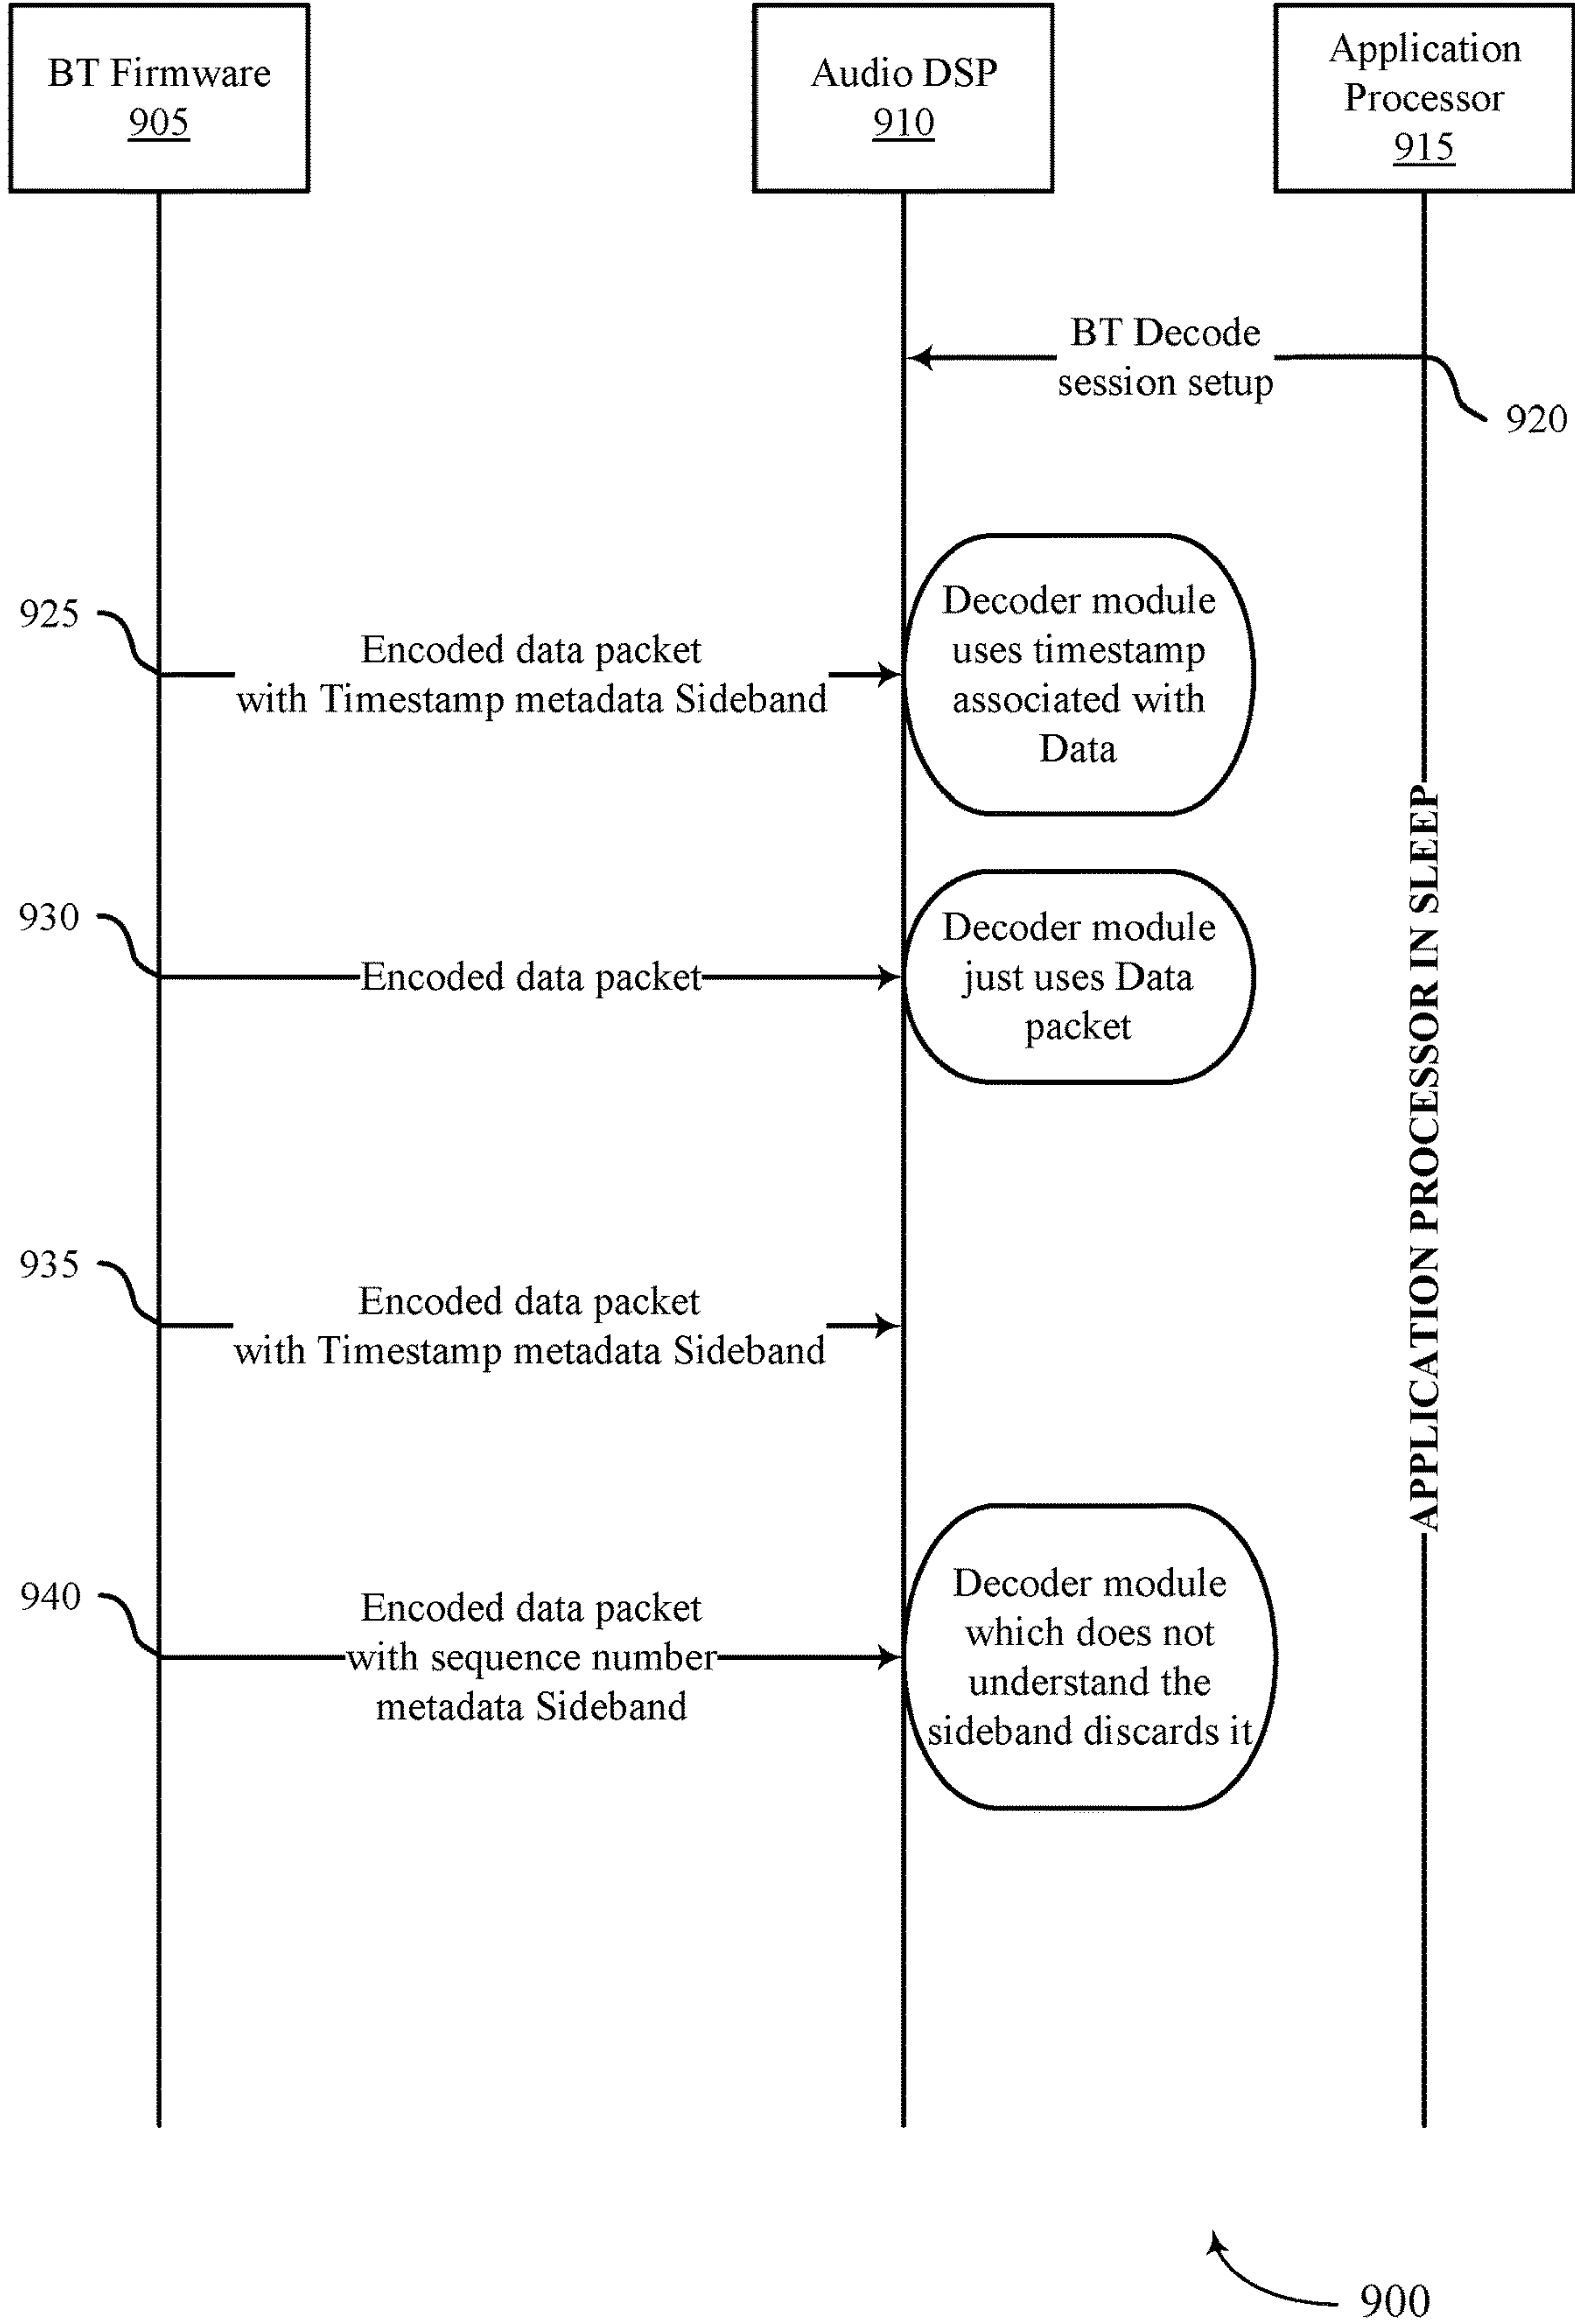 BT Firmware
905
Audio DSP
910
Application
Processor
915
BT Decode
session setup
920
925
Encoded data packet
with Timestamp metadata Sideband
Decoder module
uses timestamp
associated with
Data
930
Encoded data packet
Decoder module
just uses Data
packet
APPLICATION PROCESSOR IN SLEEP
935
Encoded data packet
with Timestamp metadata Sideband
940
Encoded data packet
with sequence number
metadata Sideband
Decoder module
which does not
understand the
sideband discards it
900